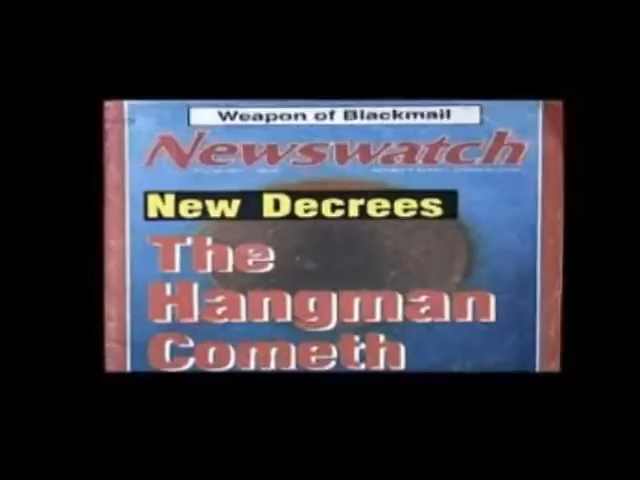 Weapon of Blackmail
Newswatch
New Decrees
The
Hangman
Cometh